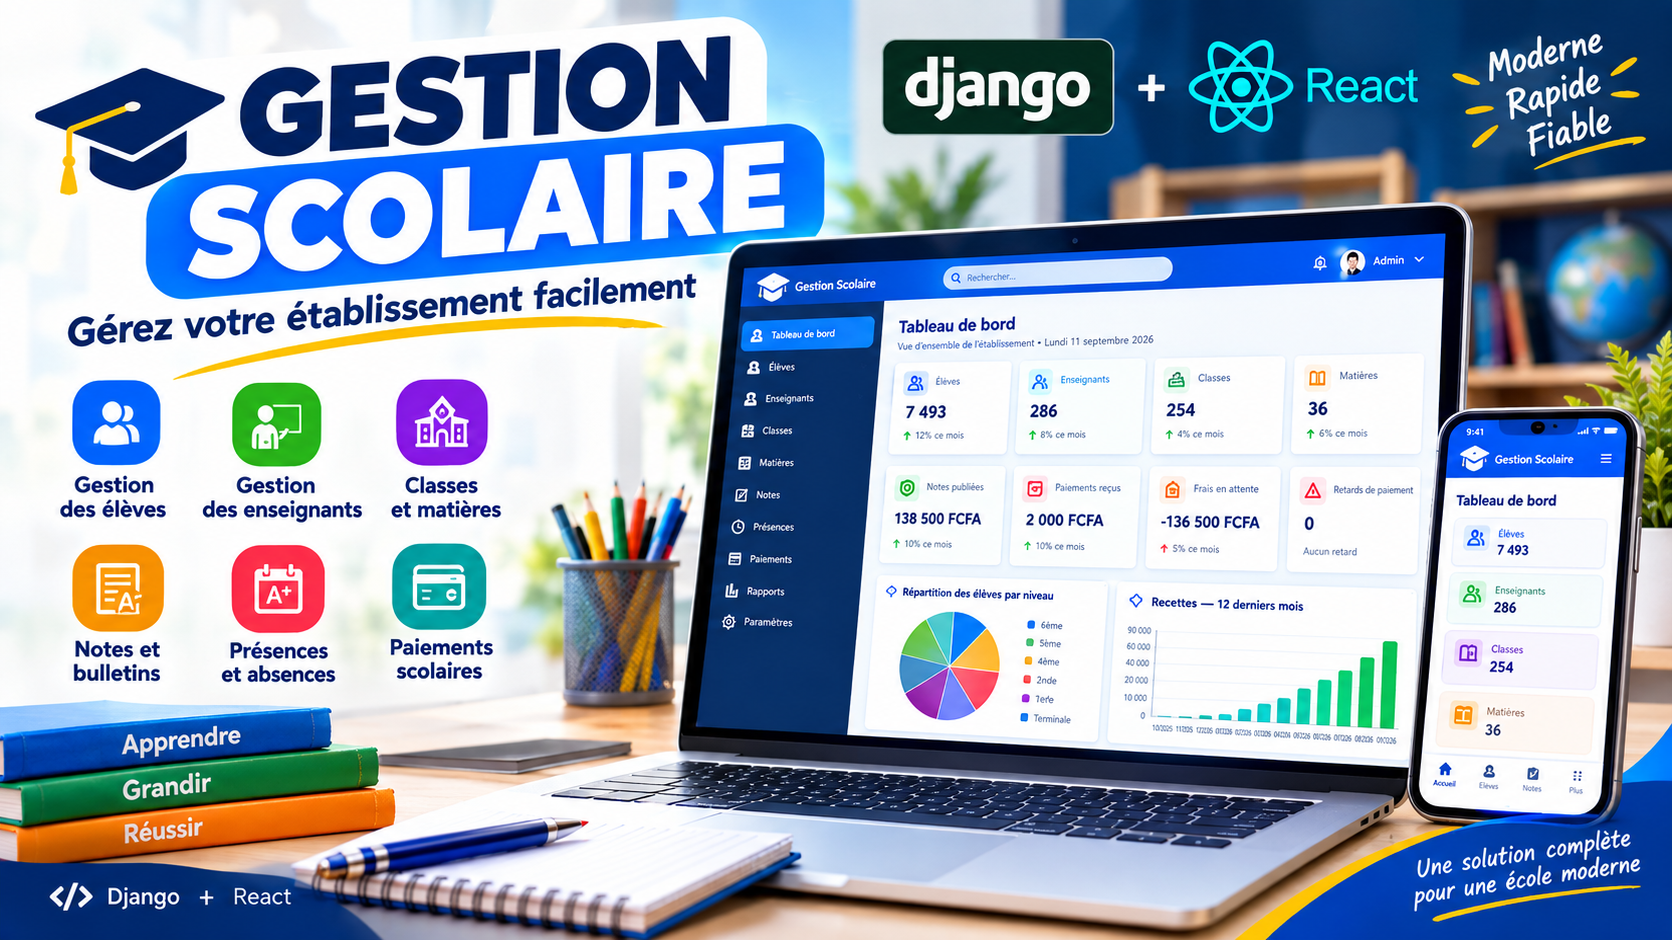 GESTION
SCOLAIRE
Gérez votre établissement facilement
django + React
Moderne
Rapide
Fiable
Gestion
des élèves
Gestion
des enseignants
Classes
et matières
Notes et
bulletins
Présences
et absences
Paiements
scolaires
Apprendre
Grandir
Réussir
</> Django + React
Gestion Scolaire
Rechercher...
Admin
Tableau de bord
Élèves
Enseignants
Classes
Matières
Notes
Présences
Paiements
Rapports
Paramètres
Tableau de bord
Vue d'ensemble de l'établissement • Lundi 11 septembre 2026
Élèves
7 493
12% ce mois
Enseignants
286
8% ce mois
Classes
254
4% ce mois
Matières
36
6% ce mois
Notes publiées
138 500 FCFA
10% ce mois
Paiements reçus
2 000 FCFA
10% ce mois
Frais en attente
-136 500 FCFA
5% ce mois
Retards de paiement
0
Aucun retard
Répartition des élèves par niveau
6ème
5ème
4ème
2nde
Terminale
Recettes — 12 derniers mois
90 000
60 000
40 000
20 000
10 000
0
9:41
Gestion Scolaire
Tableau de bord
Élèves
7 493
Enseignants
286
Classes
254
Matières
36
Accueil
Élèves
Notes
Plus
Une solution complète
pour une école moderne